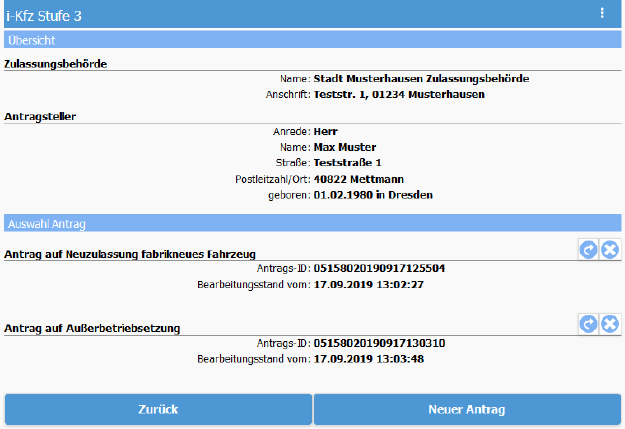 i-Kfz Stufe 3
Übersicht
Zulassungsbehörde
Name: Stadt Musterhausen Zulassungsbehörde
Anschrift: Teststr. 1, 01234 Musterhausen
Antragsteller
Anrede: Herr
Name: Max Muster
Straße: Teststraße 1
Postleitzahl/Ort: 40822 Mettmann
geboren: 01.02.1980 in Dresden
Auswahl Antrag
Antrag auf Neuzulassung fabrikneues Fahrzeug
Antrags-ID: 05158020190917125504
Bearbeitungsstand vom: 17.09.2019 13:02:27
Antrag auf Außerbetriebsetzung
Antrags-ID: 05158020190917130310
Bearbeitungsstand vom: 17.09.2019 13:03:48
Zurück
Neuer Antrag